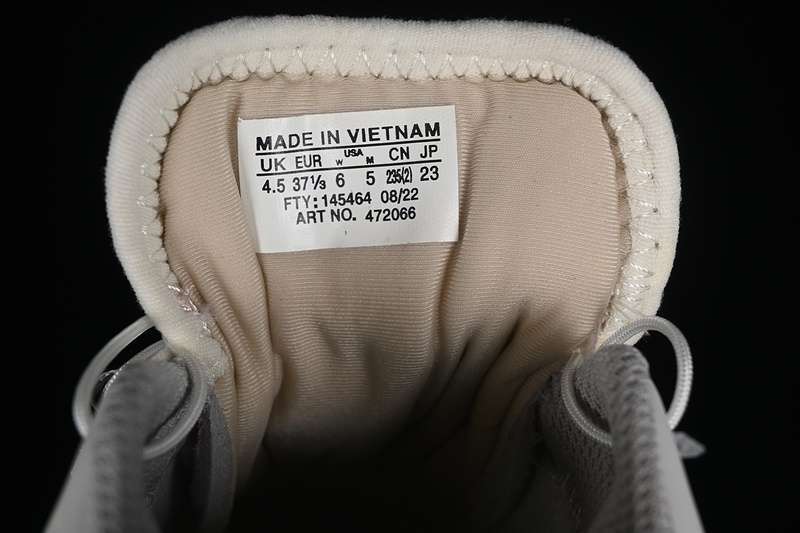 MADE IN VIETNAM
UK EUR W USA M CN JP
4.5 37⅓ 6 5 235(2) 23
FTY: 145464 08/22
ART NO. 472066